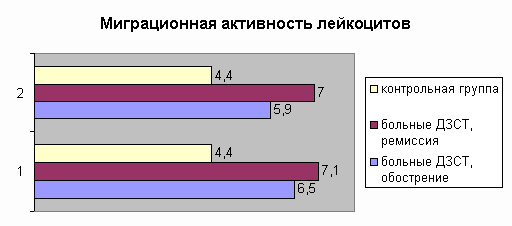 Миграционная активность лейкоцитов
2
4,4
7
5,9
1
4,4
7,1
6,5
контрольная группа
больные ДЗСТ,
ремиссия
больные ДЗСТ,
обострение